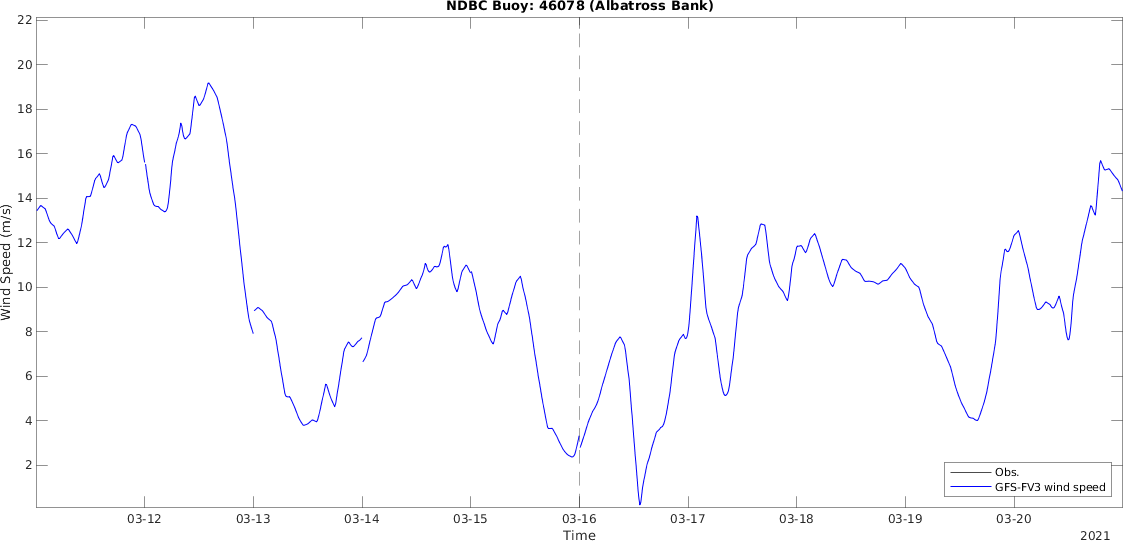 NDBC Buoy: 46078 (Albatross Bank)
22
20
18
16
14
12
10
8
6
4
2
Wind Speed (m/s)
Obs.
GFS-FV3 wind speed
03-12 03-13 03-14 03-15 03-16 03-17 03-18 03-19 03-20
Time
2021